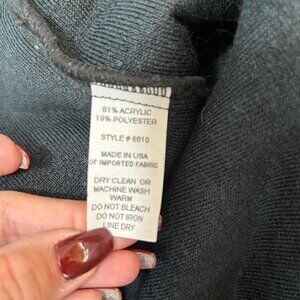 81% ACRYLIC
19% POLYESTER
STYLE # 6610
MADE IN USA
OF IMPORTED FABRIC
DRY CLEAN OR
MACHINE WASH
WARM
DO NOT BLEACH
DO NOT IRON
LINE DRY